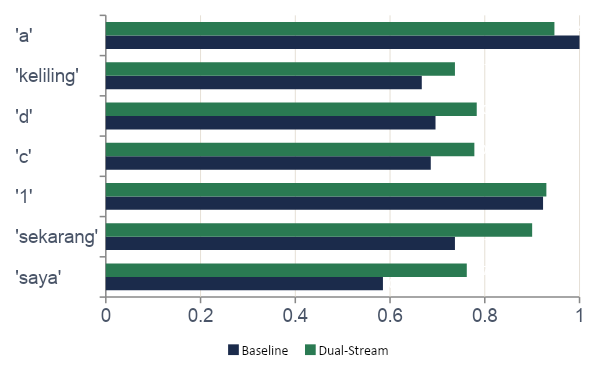 'a'
'keliling'
'd'
'c'
'1'
'sekarang'
'saya'
0 0.2 0.4 0.6 0.8 1
Baseline Dual-Stream